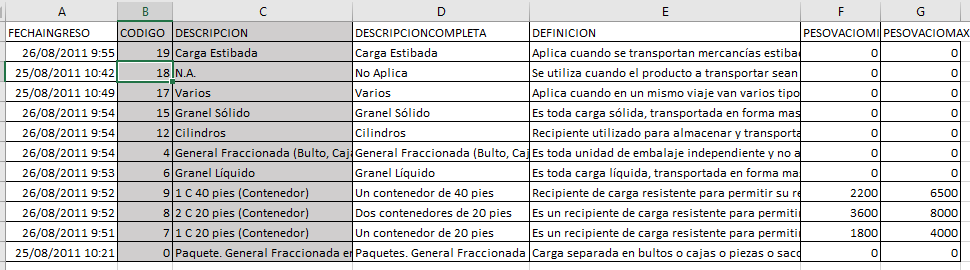 A B C D E F G
FECHAINGRESO CODIGO DESCRIPCION DESCRIPCIONCOMPLETA DEFINICION PESOVACIOMI PESOVACIOMAX
26/08/2011 9:55 19 Carga Estibada Carga Estibada Aplica cuando se transportan mercancías estiba 0 0
25/08/2011 10:42 18 N.A. No Aplica Se utiliza cuando el producto a transportar sean 0 0
25/08/2011 10:49 17 Varios Varios Aplica cuando en un mismo viaje van varios tipo 0 0
26/08/2011 9:54 15 Granel Sólido Granel Sólido Es toda carga sólida, transportada en forma mas 0 0
26/08/2011 9:54 12 Cilindros Cilindros Recipiente utilizado para almacenar y transporta 0 0
26/08/2011 9:54 4 General Fraccionada (Bulto, Caj General Fraccionada (Bulto, Caj Es toda unidad de embalaje independiente y no a 0 0
26/08/2011 9:53 6 Granel Líquido Granel Líquido Es toda carga líquida, transportada en forma ma 0 0
26/08/2011 9:52 9 1 C 40 pies (Contenedor) Un contenedor de 40 pies Recipiente de carga resistente para permitir su re 2200 6500
26/08/2011 9:52 8 2 C 20 pies (Contenedor) Dos contenedores de 20 pies Es un recipiente de carga resistente para permiti 3600 8000
26/08/2011 9:51 7 1 C 20 pies (Contenedor) Un contenedor de 20 pies Es un recipiente de carga resistente para permiti 1800 4000
25/08/2011 10:21 0 Paquete. General Fraccionada en Paquetes. General Fraccionada Carga separada en bultos o cajas o piezas o saco 0 0